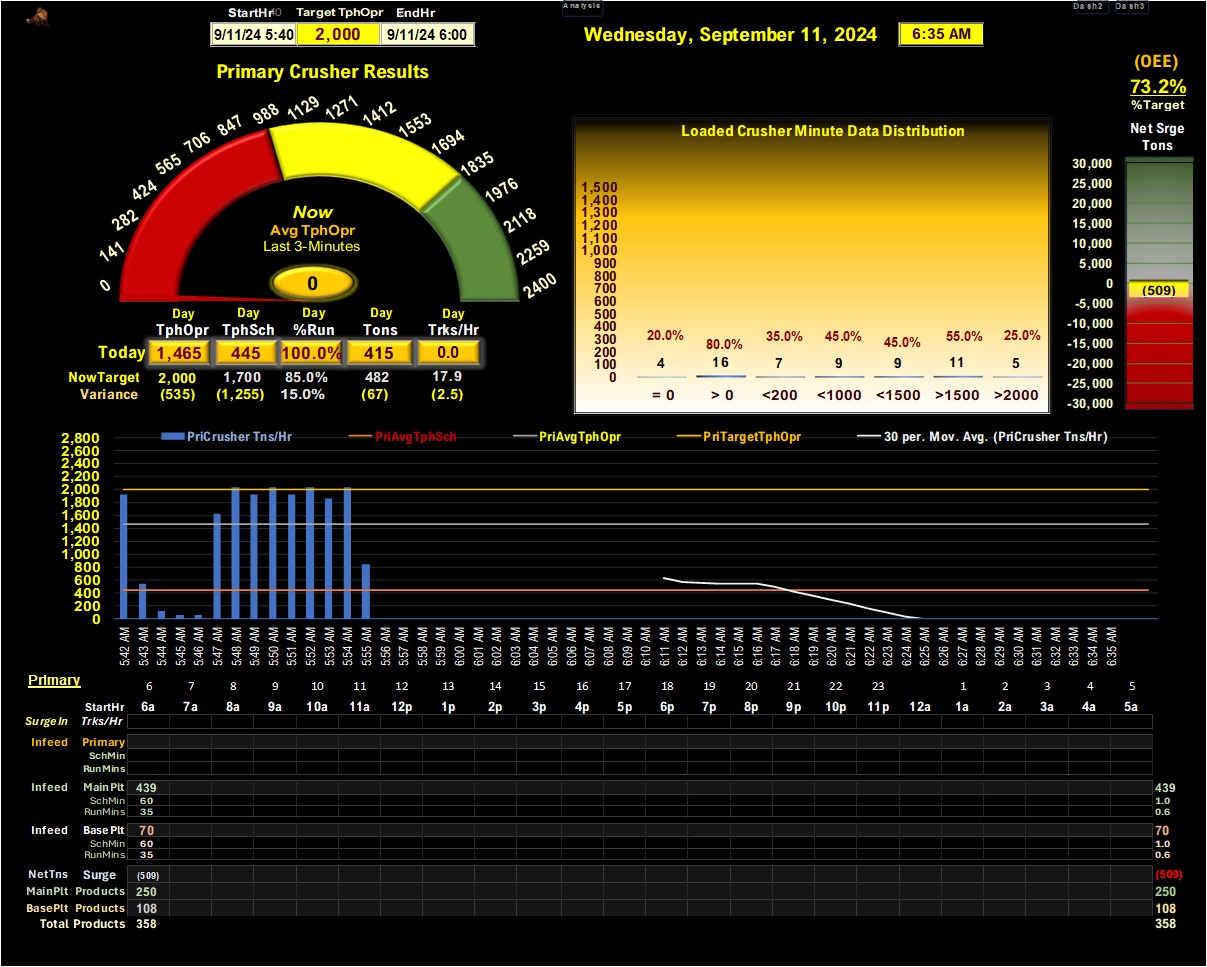 StartHr40 Target TphOpr EndHr
9/11/24 5:40 2,000 9/11/24 6:00
Analysis
Dash2 Dash3
Wednesday, September 11, 2024 6:35 AM
Primary Crusher Results
0 141 282 424 565 706 847 988 1129 1271 1412 1553 1694 1835 1976 2118 2259 2400
Now
Avg TphOpr
Last 3-Minutes
0
Day Day Day Day Day
TphOpr TphSch %Run Tons Trks/Hr
Today 1,465 445 100.0% 415 0.0
NowTarget 2,000 1,700 85.0% 482 17.9
Variance (535) (1,255) 15.0% (67) (2.5)
Loaded Crusher Minute Data Distribution
1,500
1,400
1,300
1,200
1,100
1,000
900
800
700
600
500
400
300
200
100
0
20.0% 80.0% 35.0% 45.0% 45.0% 55.0% 25.0%
4 16 7 9 9 11 5
= 0 > 0 <200 <1000 <1500 >1500 >2000
(OEE)
73.2%
%Target
Net Srge
Tons
30,000
25,000
20,000
15,000
10,000
5,000
0
-5,000
-10,000
-15,000
-20,000
-25,000
-30,000
(509)
PriCrusher Tns/Hr PriAvgTphSch PriAvgTphOpr PriTargetTphOpr 30 per. Mov. Avg. (PriCrusher Tns/Hr)
2,800
2,600
2,400
2,200
2,000
1,800
1,600
1,400
1,200
1,000
800
600
400
200
0
5:42 AM 5:43 AM 5:44 AM 5:45 AM 5:46 AM 5:47 AM 5:48 AM 5:49 AM 5:50 AM 5:51 AM 5:52 AM 5:53 AM 5:54 AM 5:55 AM 5:56 AM 5:57 AM 5:58 AM 5:59 AM 6:00 AM 6:01 AM 6:02 AM 6:05 AM 6:06 AM 6:07 AM 6:08 AM 6:09 AM 6:10 AM 6:11 AM 6:12 AM 6:13 AM 6:14 AM 6:15 AM 6:16 AM 6:17 AM 6:18 AM 6:19 AM 6:20 AM 6:21 AM 6:22 AM 6:23 AM 6:24 AM 6:25 AM 6:26 AM 6:27 AM 6:28 AM 6:29 AM 6:30 AM 6:31 AM 6:32 AM 6:33 AM 6:34 AM 6:35 AM
Primary
6 7 8 9 10 11 12 13 14 15 16 17 18 19 20 21 22 23 1 2 3 4 5
StartHr 6a 7a 8a 9a 10a 11a 12p 1p 2p 3p 4p 5p 6p 7p 8p 9p 10p 11p 12a 1a 2a 3a 4a 5a
SurgeIn Trks/Hr
Infeed Primary
SchMin
RunMins
Infeed MainPlt 439 439
SchMin 60 1.0
RunMins 35 0.6
Infeed BasePlt 70 70
SchMin 60 1.0
RunMins 35 0.6
NetTns Surge (509) (509)
MainPlt Products 250 250
BasePlt Products 108 108
Total Products 358 358